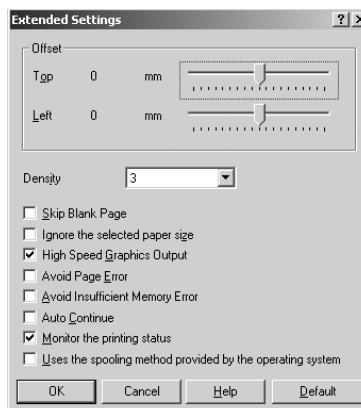 Extended Settings
Offset
Top 0 mm
Left 0 mm
Density 3
Skip Blank Page
Ignore the selected paper size
High Speed Graphics Output
Avoid Page Error
Avoid Insufficient Memory Error
Auto Continue
Monitor the printing status
Uses the spooling method provided by the operating system
OK Cancel Help Default